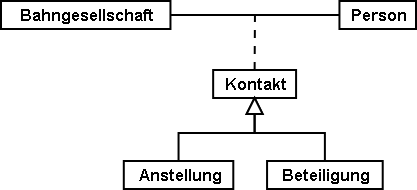 Bahngesellschaft Person
Kontakt
Anstellung Beteiligung